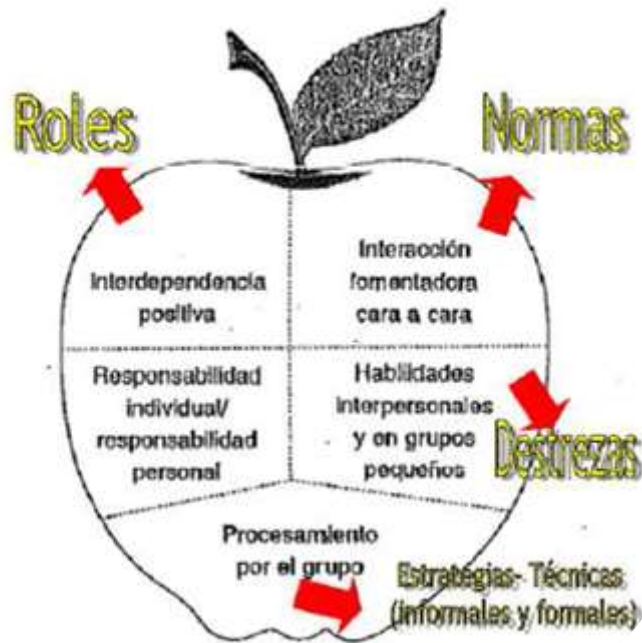 Roles
Normas
Interdependencia
positiva
Interacción
fomentadora
cara a cara
Responsabilidad
individual/
responsabilidad
personal
Habilidades
interpersonales
y en grupos
pequeños
Destrezas
Procesamiento
por el grupo
Estrategias- Técnicas
(informales y formales)